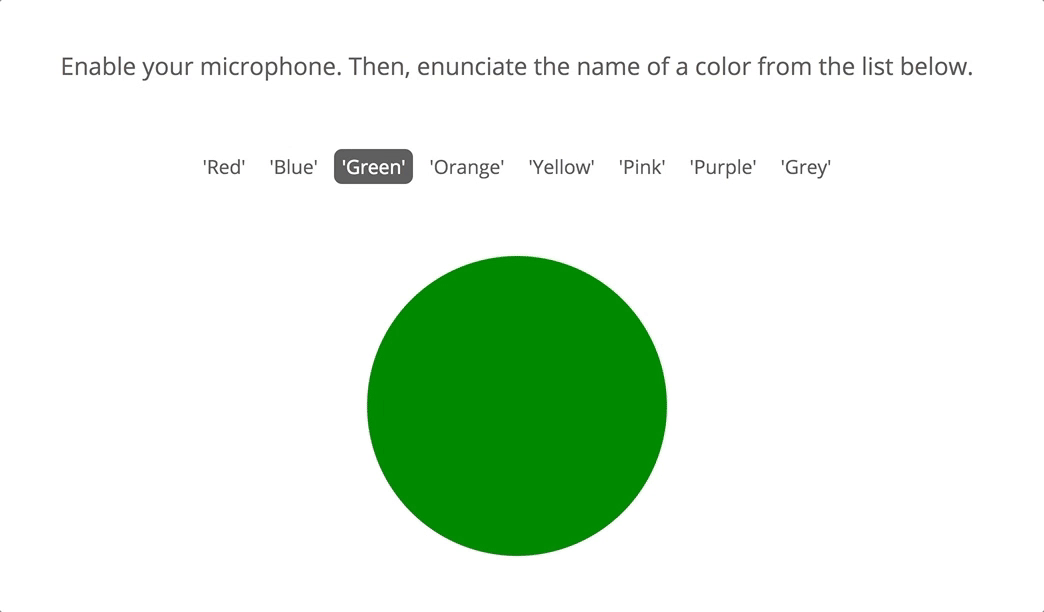 Enable your microphone. Then, enunciate the name of a color from the list below.
'Red' 'Blue' 'Green' 'Orange' 'Yellow' 'Pink' 'Purple' 'Grey'